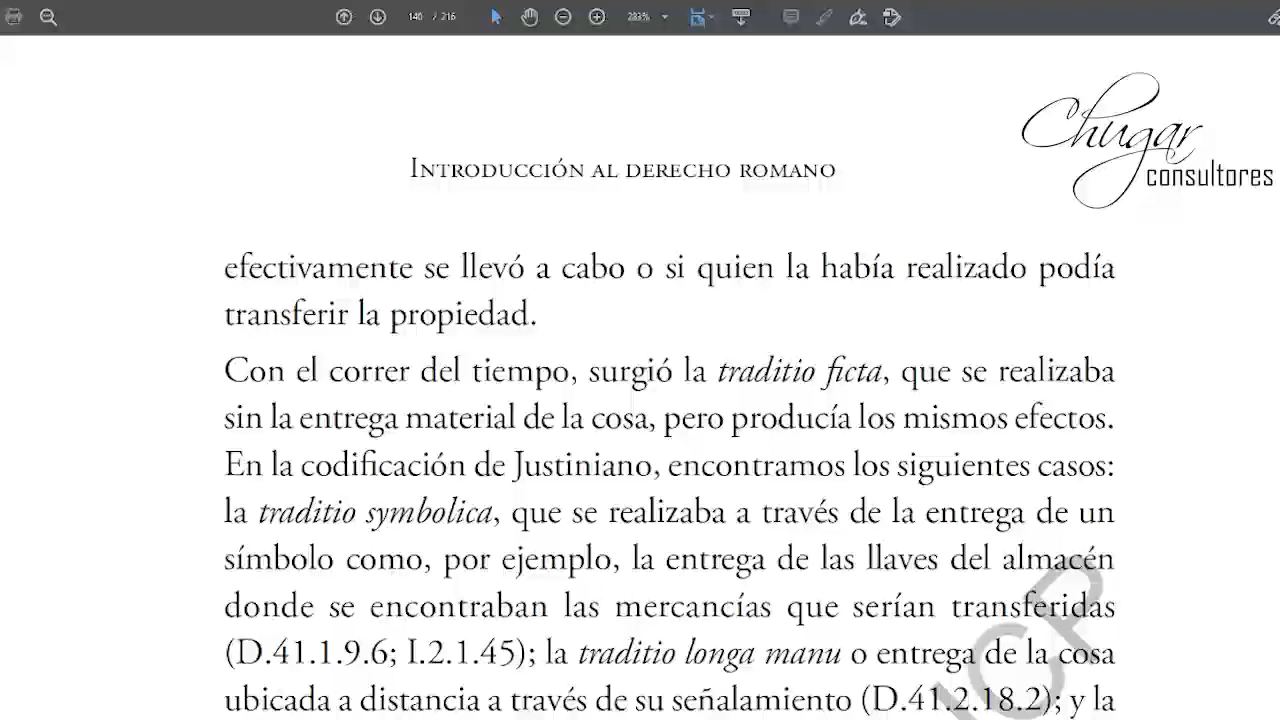 140 / 216
283%
Chugar
consultores
Introducción al derecho romano
efectivamente se llevó a cabo o si quien la había realizado podía
transferir la propiedad.
Con el correr del tiempo, surgió la traditio ficta, que se realizaba
sin la entrega material de la cosa, pero producía los mismos efectos.
En la codificación de Justiniano, encontramos los siguientes casos:
la traditio symbolica, que se realizaba a través de la entrega de un
símbolo como, por ejemplo, la entrega de las llaves del almacén
donde se encontraban las mercancías que serían transferidas
(D.41.1.9.6; I.2.1.45); la traditio longa manu o entrega de la cosa
ubicada a distancia a través de su señalamiento (D.41.2.18.2); y la